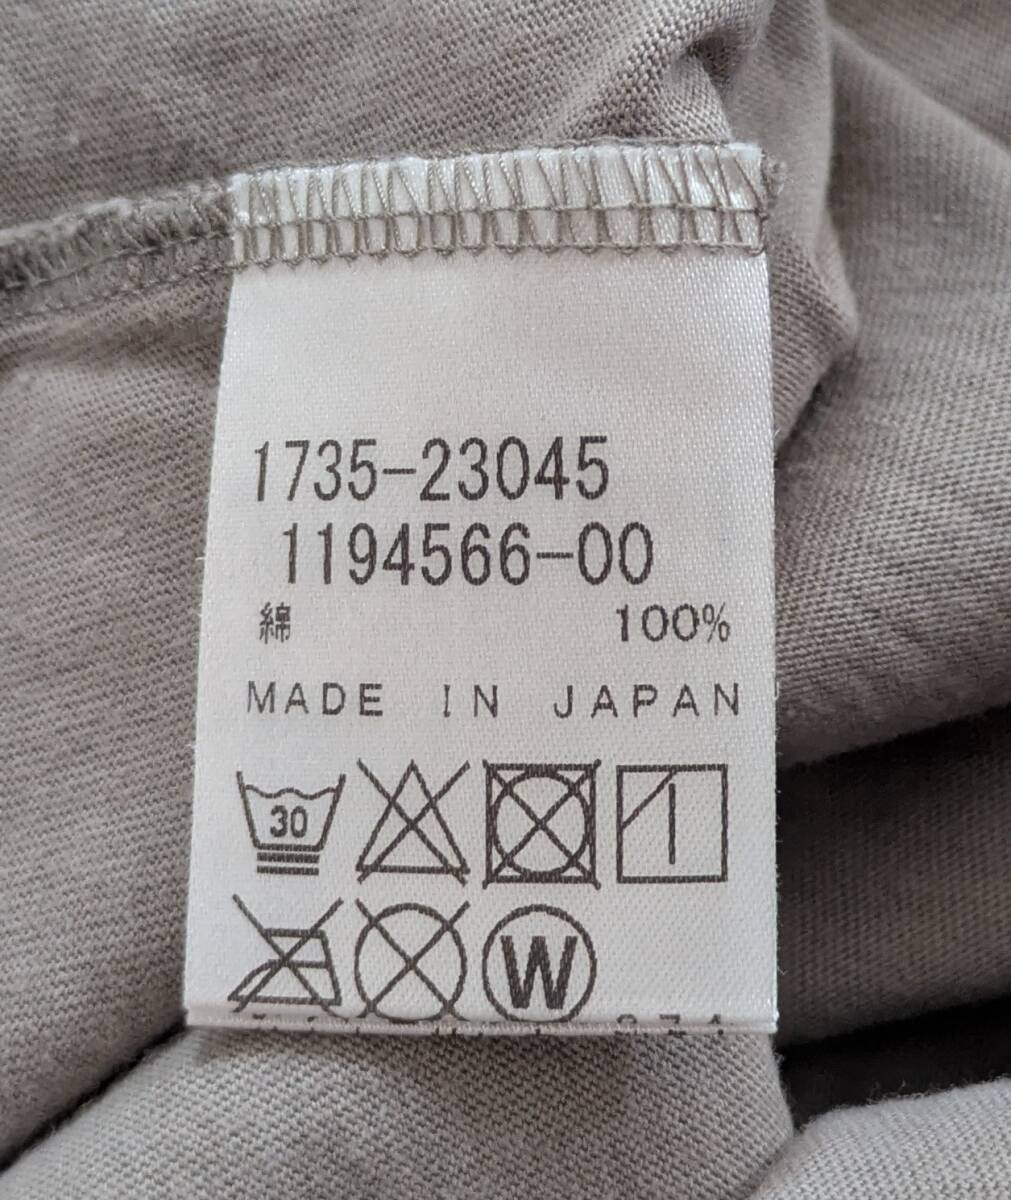 1735-23045
1194566-00
綿 100%
MADE IN JAPAN
30
W